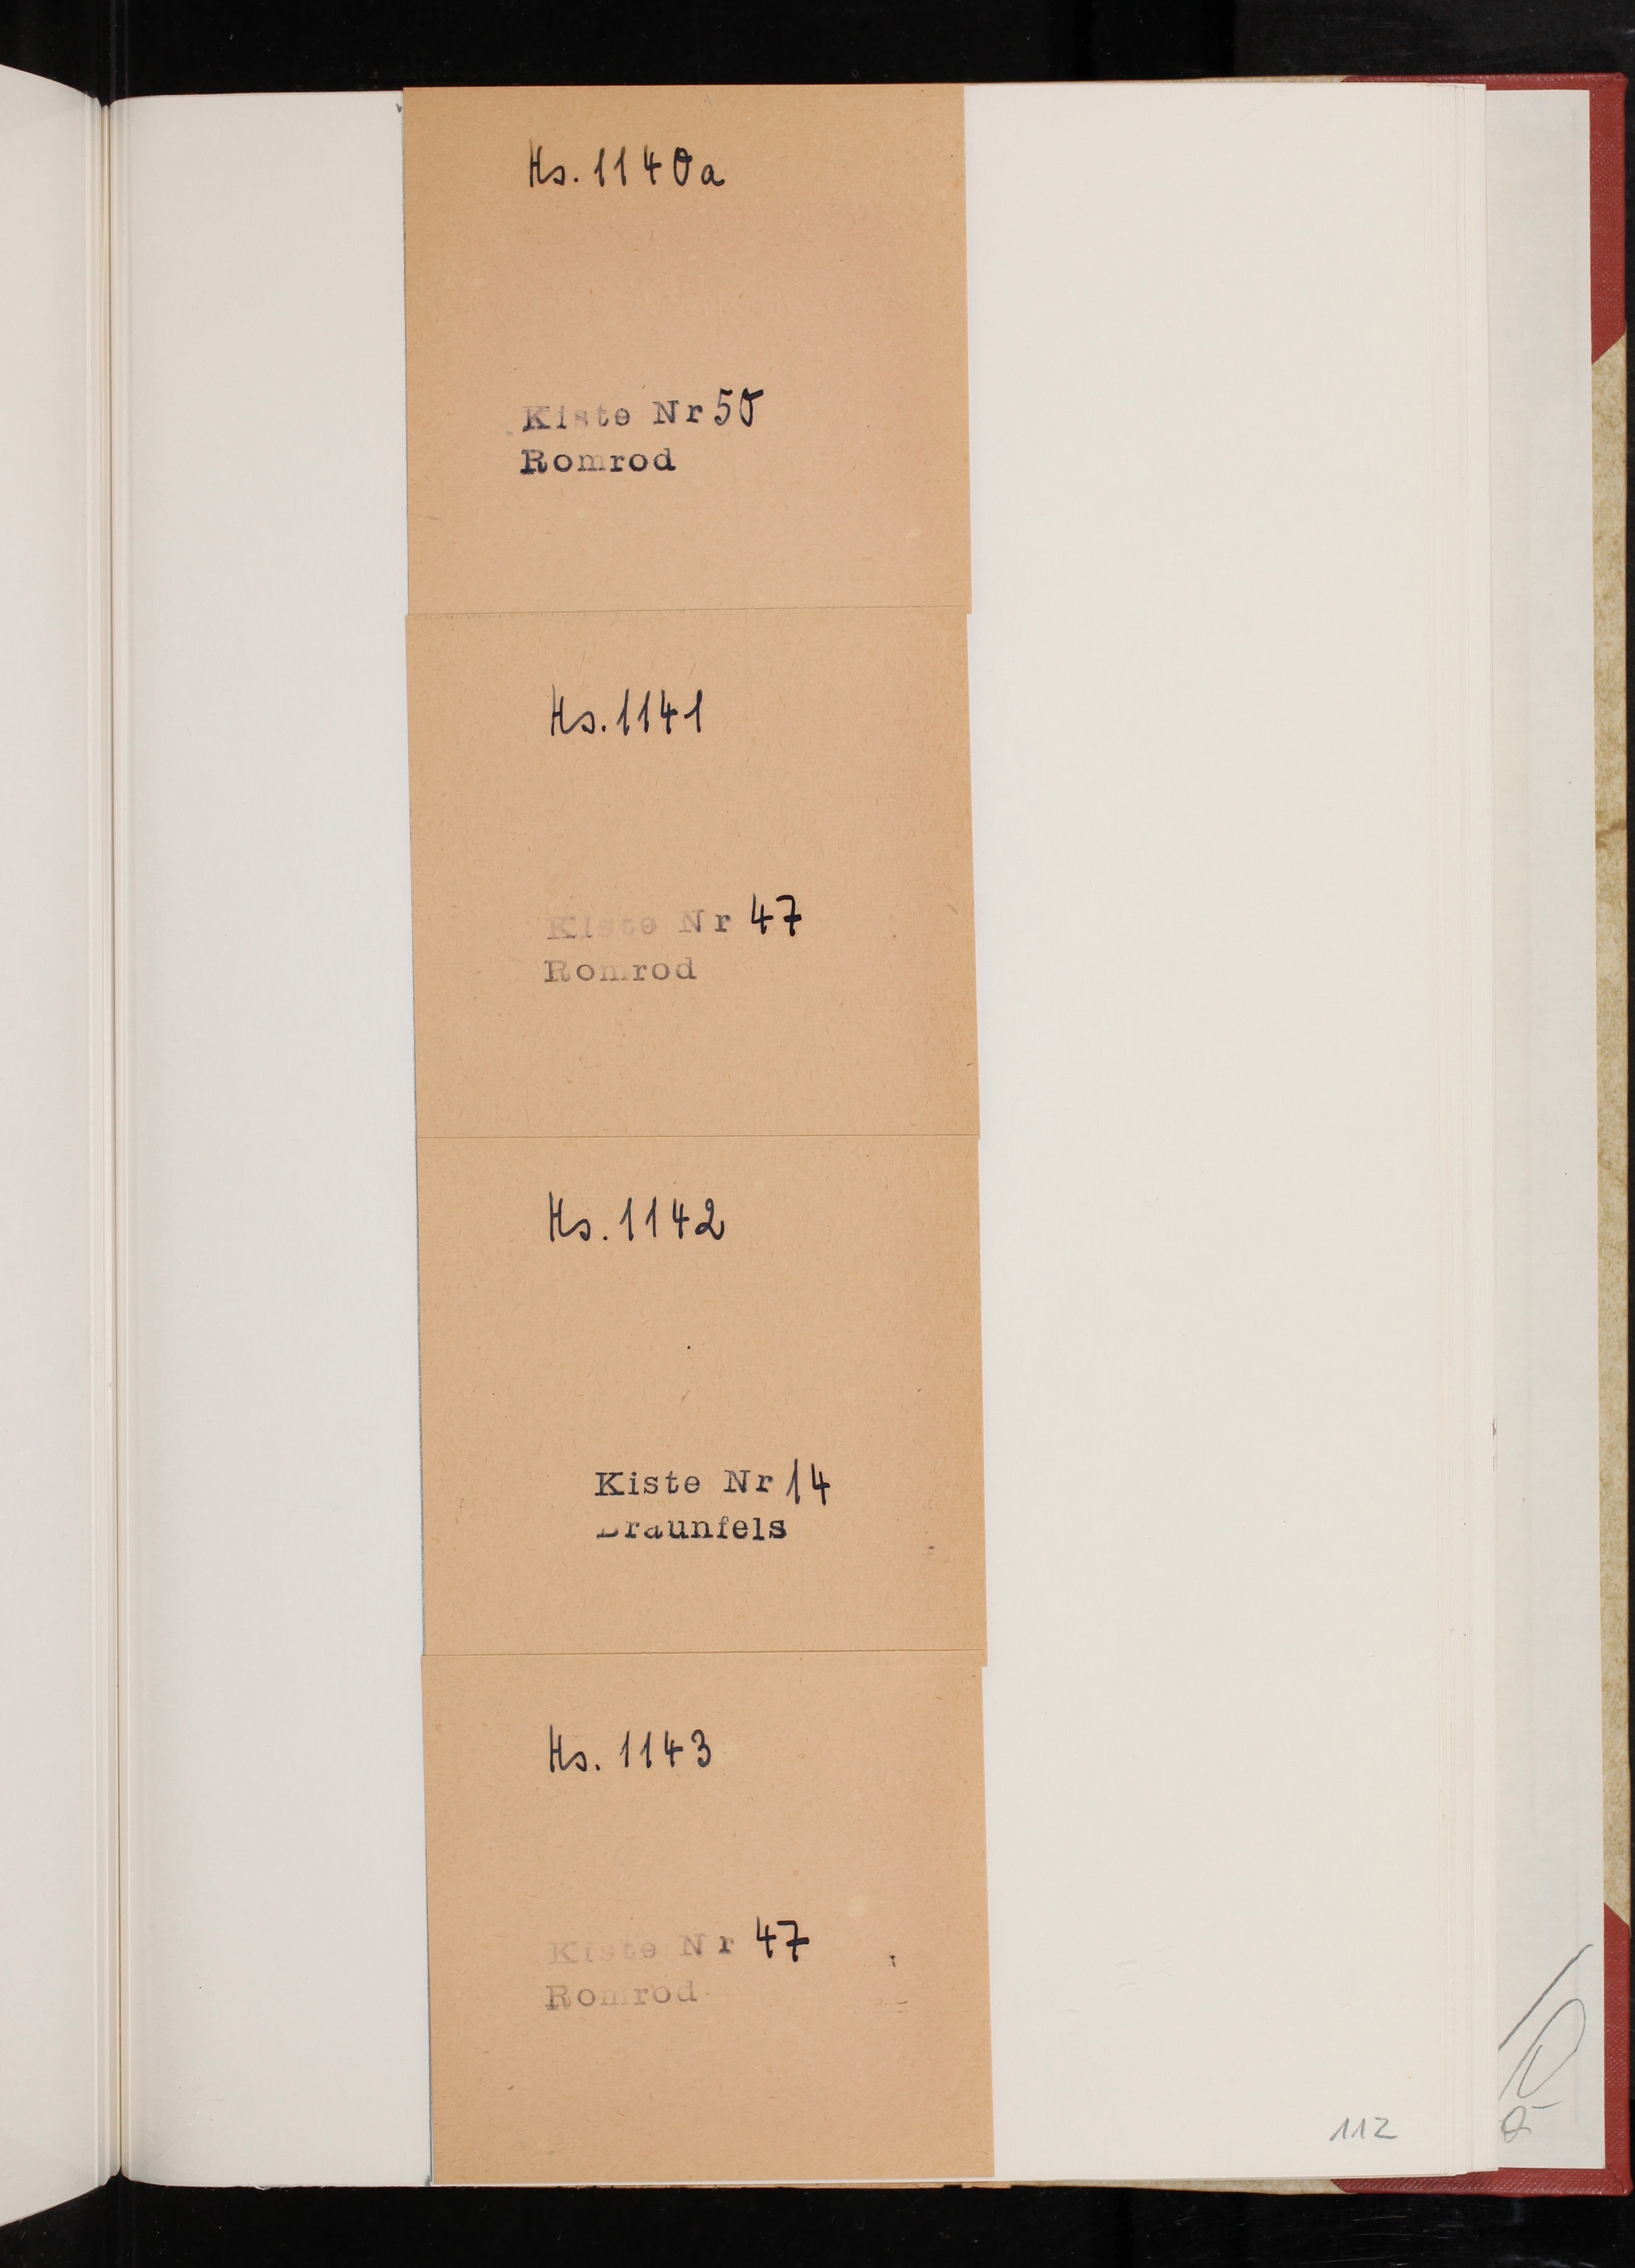 Hs. 1140a
Kiste Nr 50
Romrod
Hs. 1141
Kiste Nr 47
Romrod
Hs. 1142
Kiste Nr 14
Braunfels
Hs. 1143
Kiste Nr 47
Romrod
112